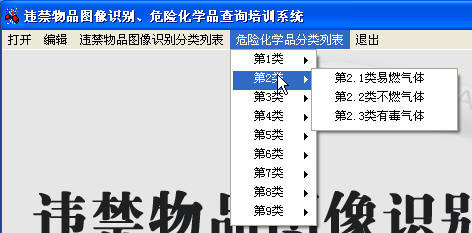 违禁物品图像识别、危险化学品查询培训系统
打开 编辑 违禁物品图像识别分类列表 危险化学品分类列表 退出
第1类
第2类
第3类
第4类
第5类
第6类
第7类
第8类
第9类
第2.1类易燃气体
第2.2类不燃气体
第2.3类有毒气体
违禁物品图像识别